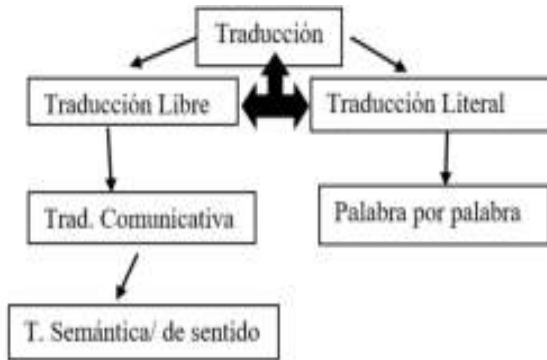 Traducción
Traducción Libre
Traducción Literal
Trad. Comunicativa
Palabra por palabra
T. Semántica/ de sentido